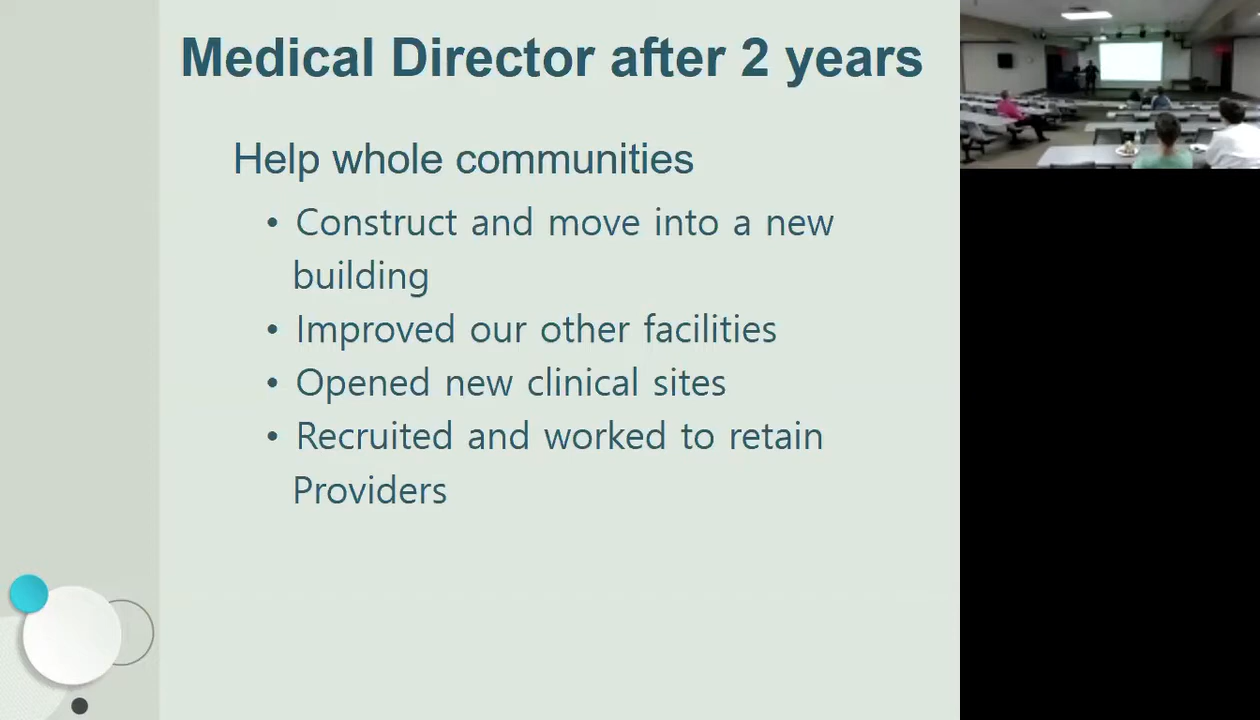 Medical Director after 2 years
Help whole communities
• Construct and move into a new
building
• Improved our other facilities
• Opened new clinical sites
• Recruited and worked to retain
Providers